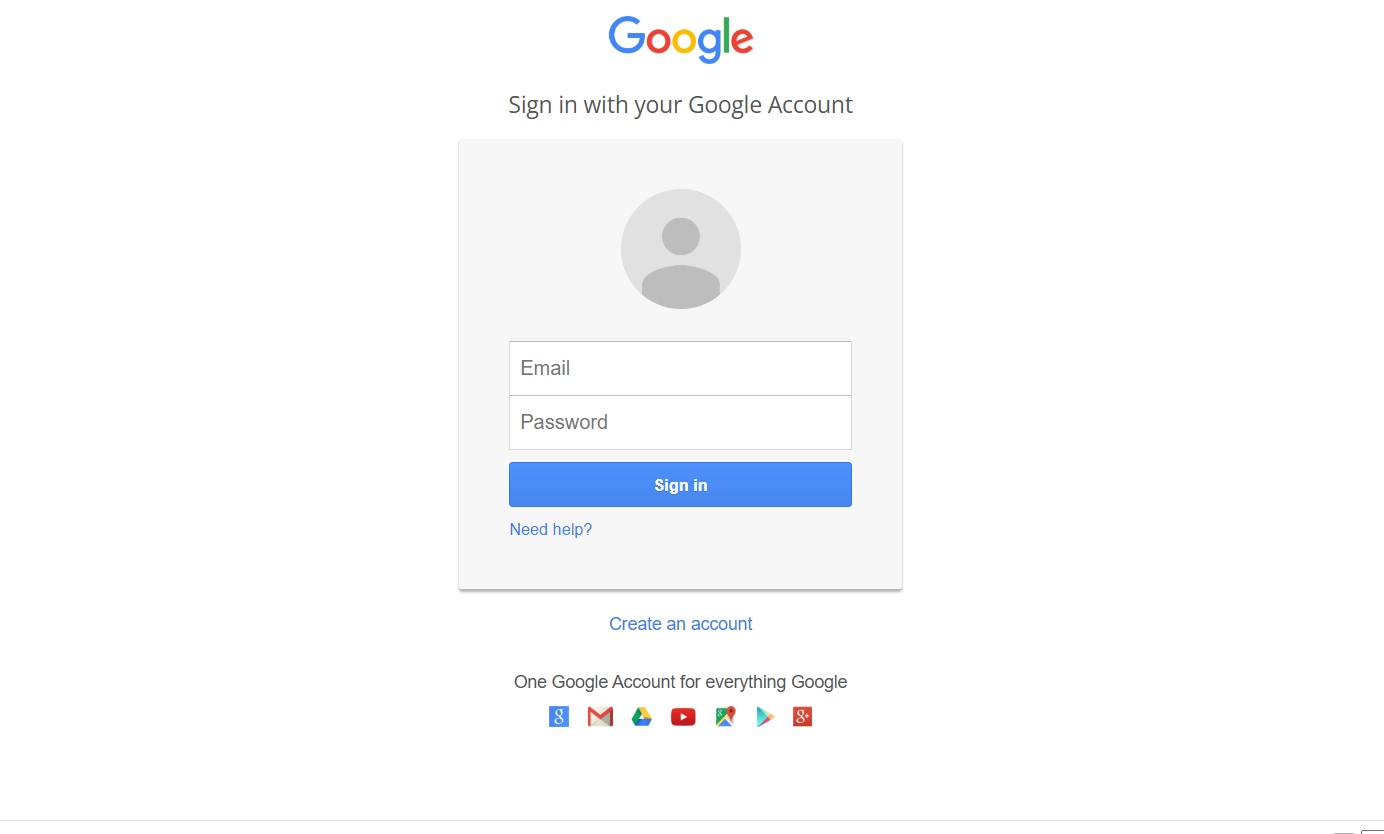 Google
Sign in with your Google Account
Email
Password
Sign in
Need help?
Create an account
One Google Account for everything Google